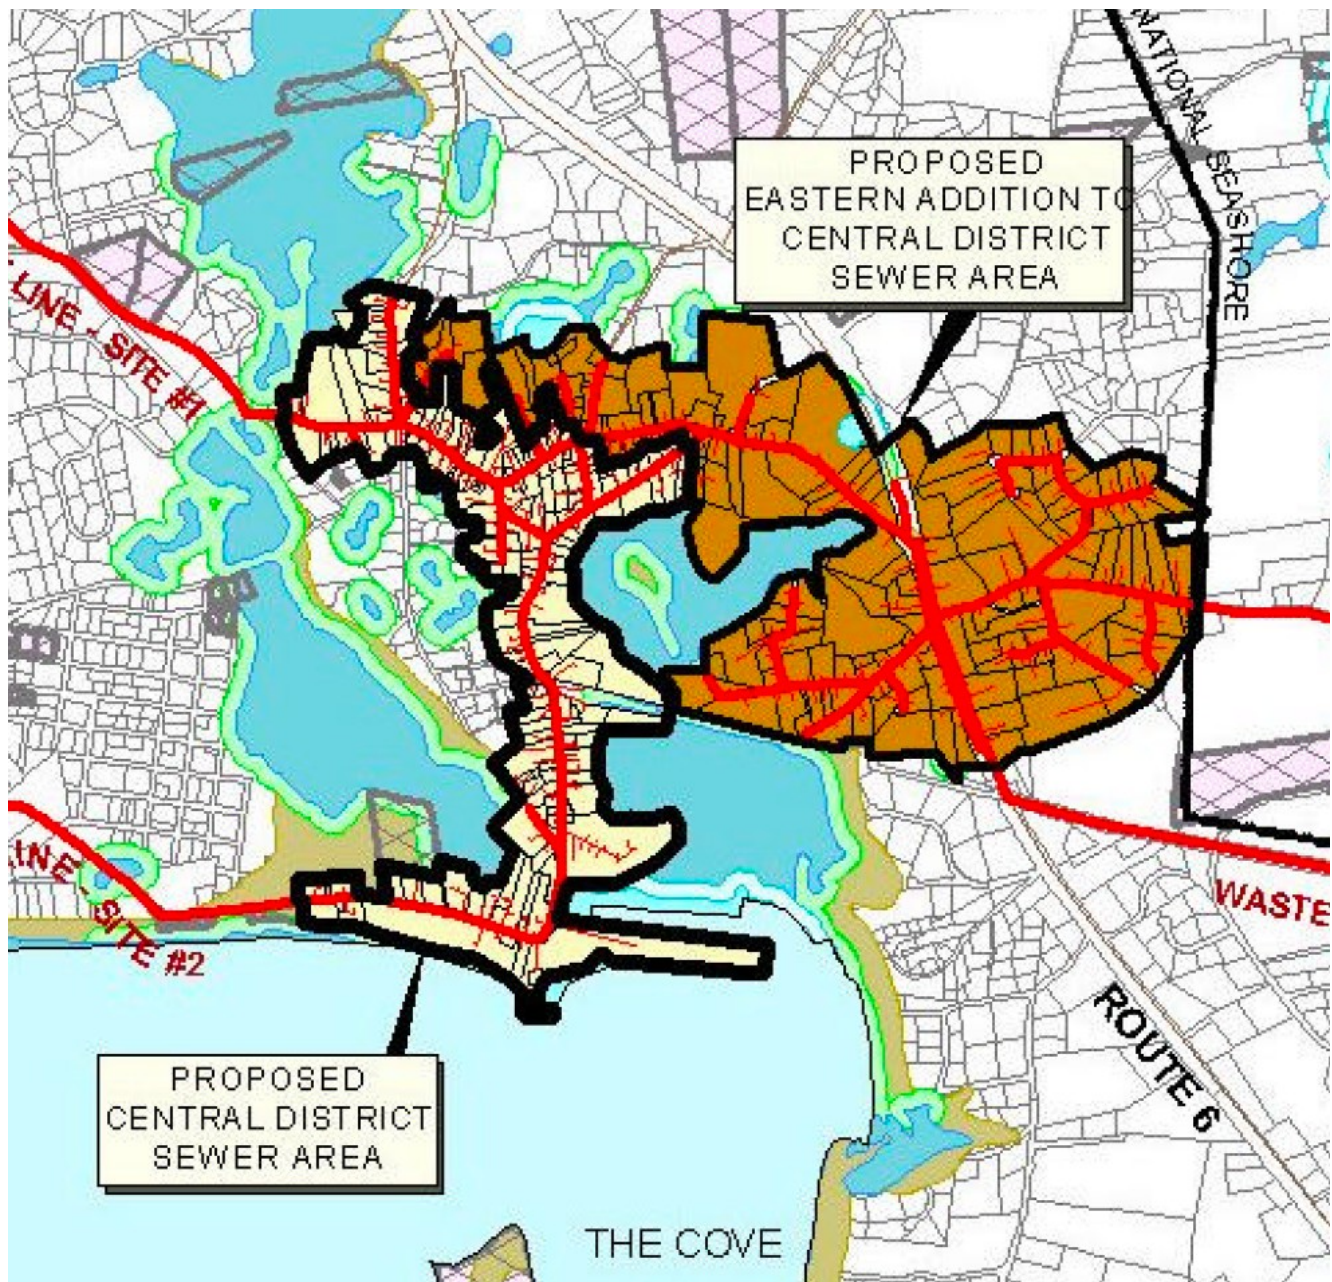 NATIONAL SEASHORE
PROPOSED
EASTERN ADDITION TO
CENTRAL DISTRICT
SEWER AREA
LINE - SITE #1
LINE - SITE #2
WASTE
ROUTE 6
PROPOSED
CENTRAL DISTRICT
SEWER AREA
THE COVE